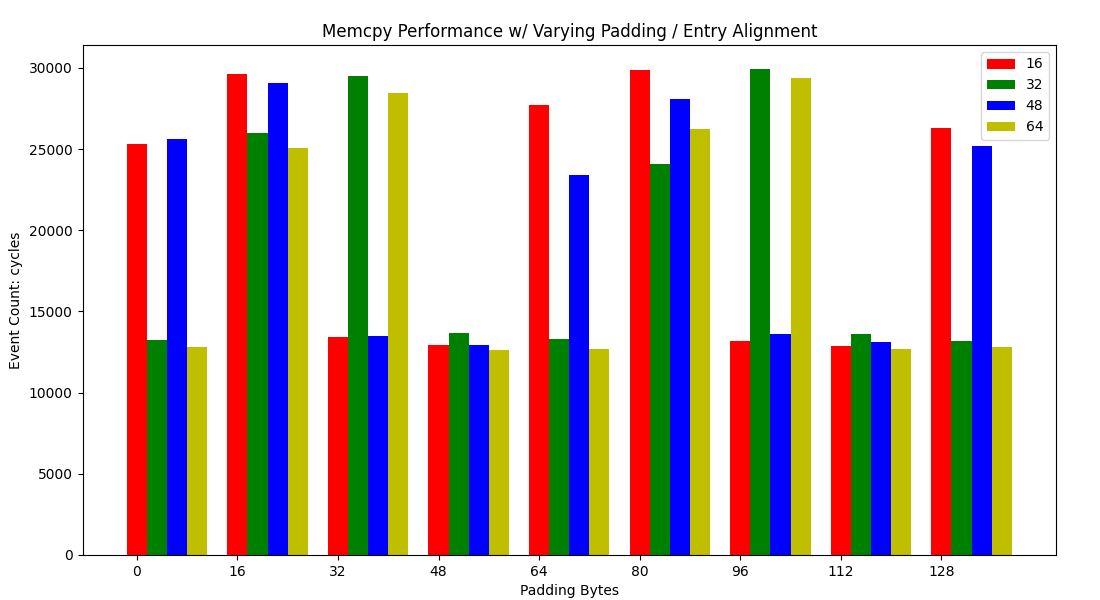 Memcpy Performance w/ Varying Padding / Entry Alignment
16
32
48
64
30000
25000
20000
15000
10000
5000
0
Event Count: cycles
0 16 32 48 64 80 96 112 128
Padding Bytes